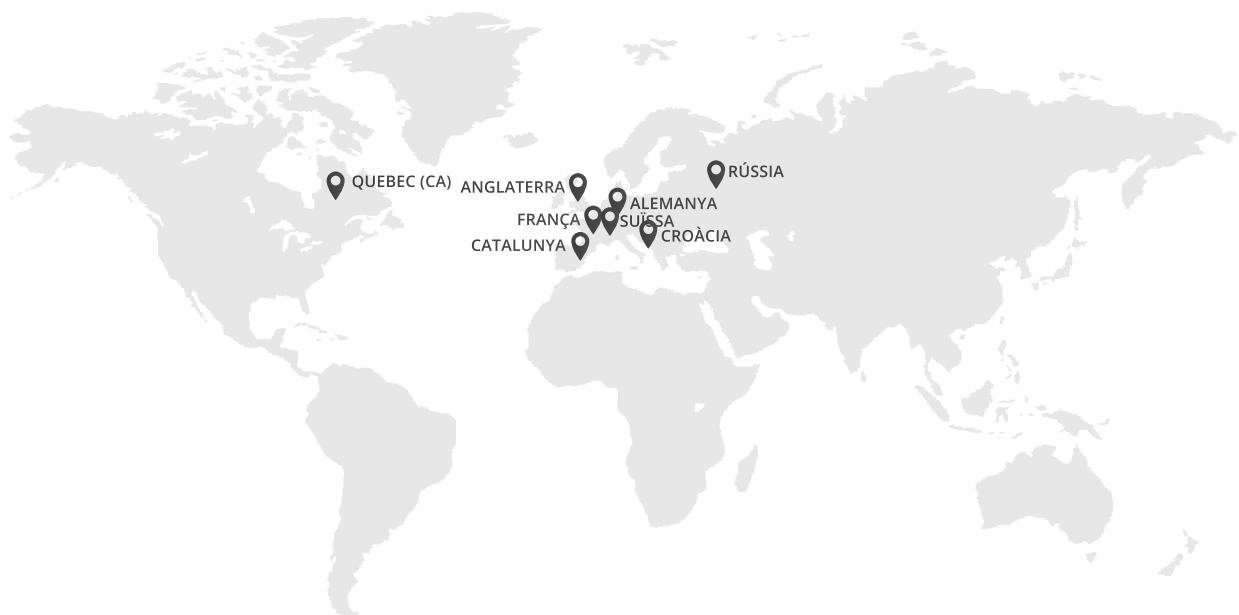 RÚSSIA
QUEBEC (CA)
ANGLATERRA
ALEMANYA
FRANÇA
SUÏSSA
CROÀCIA
CATALUNYA